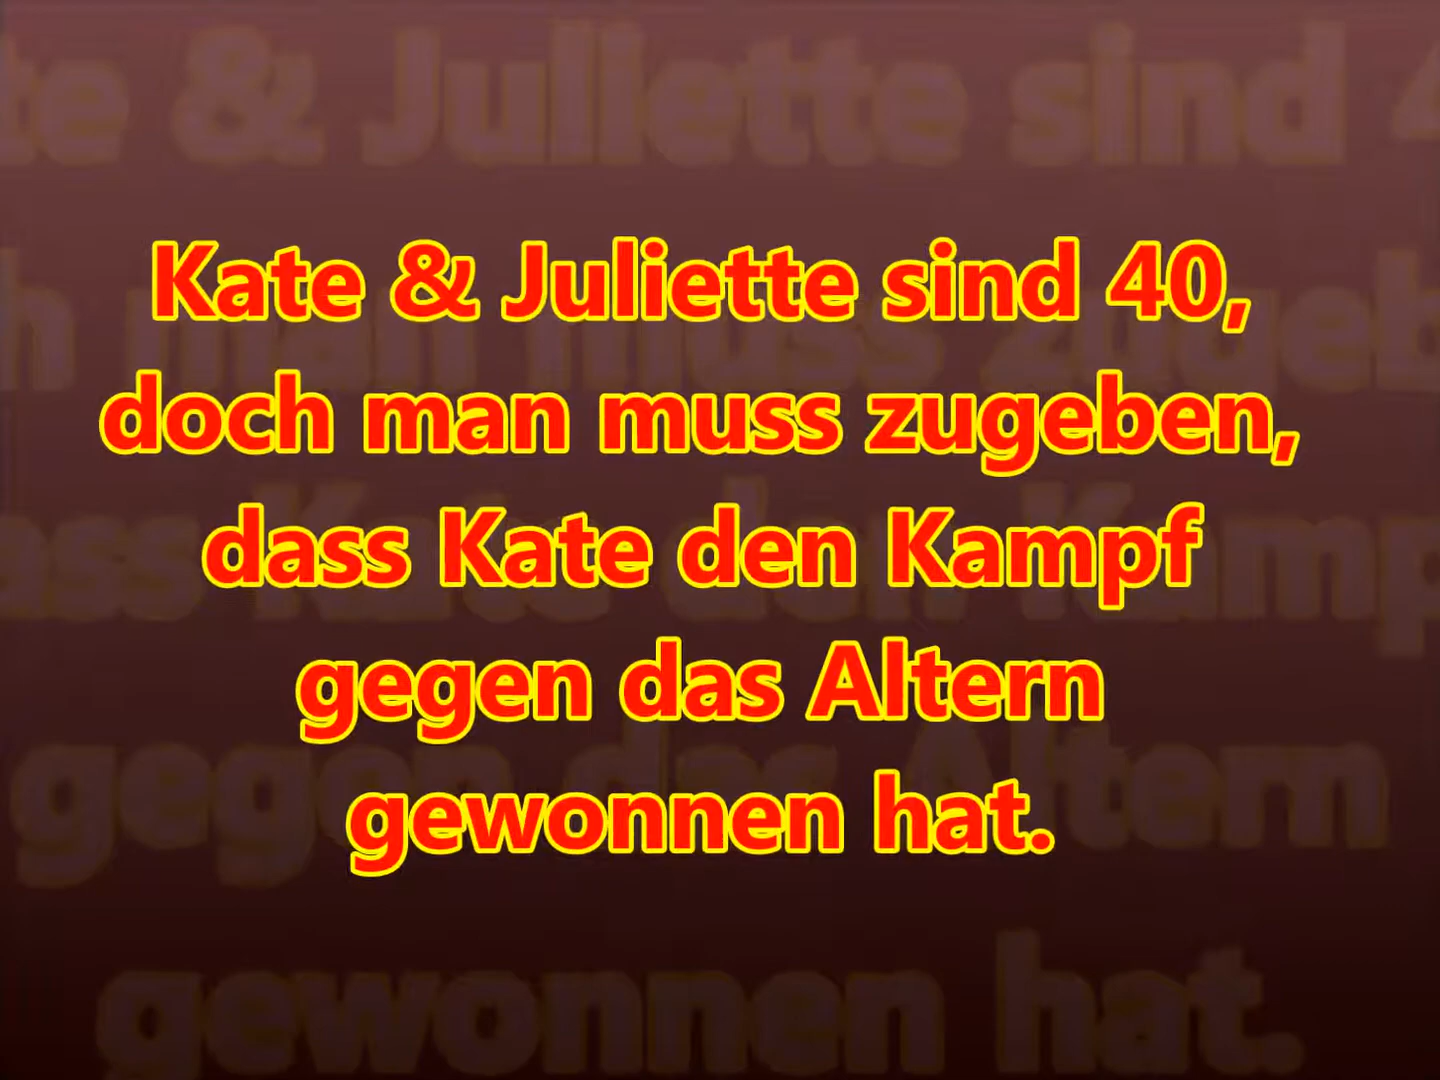 Kate & Juliette sind 40,
doch man muss zugeben,
dass Kate den Kampf
gegen das Altern
gewonnen hat.